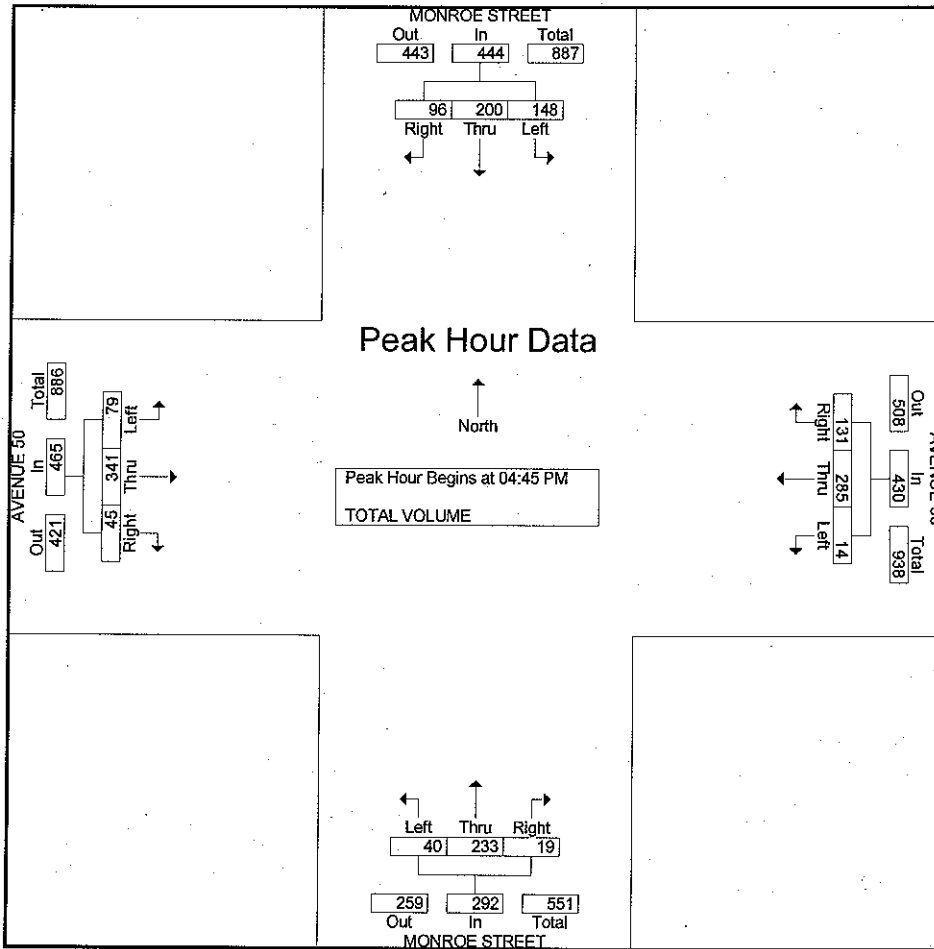 MONROE STREET
Out In Total
443 444 887
96 200 148
Right Thru Left
Peak Hour Data
North
Peak Hour Begins at 04:45 PM
TOTAL VOLUME
AVENUE 50
Out In Total
421 465 886
Left Thru Right
79 341 45
Out In Total
508 430 938
Right Thru Left
131 285 14
Left Thru Right
40 233 19
259 292 551
Out In Total
MONROE STREET